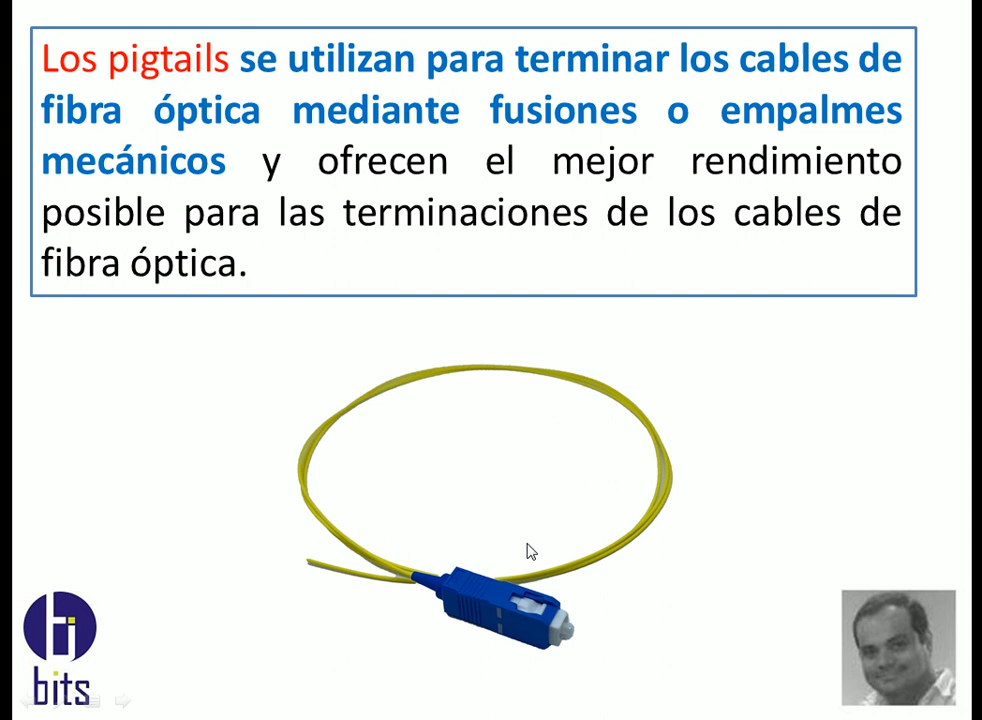 Los pigtails se utilizan para terminar los cables de
fibra óptica mediante fusiones o empalmes
mecánicos y ofrecen el mejor rendimiento
posible para las terminaciones de los cables de
fibra óptica.
bits